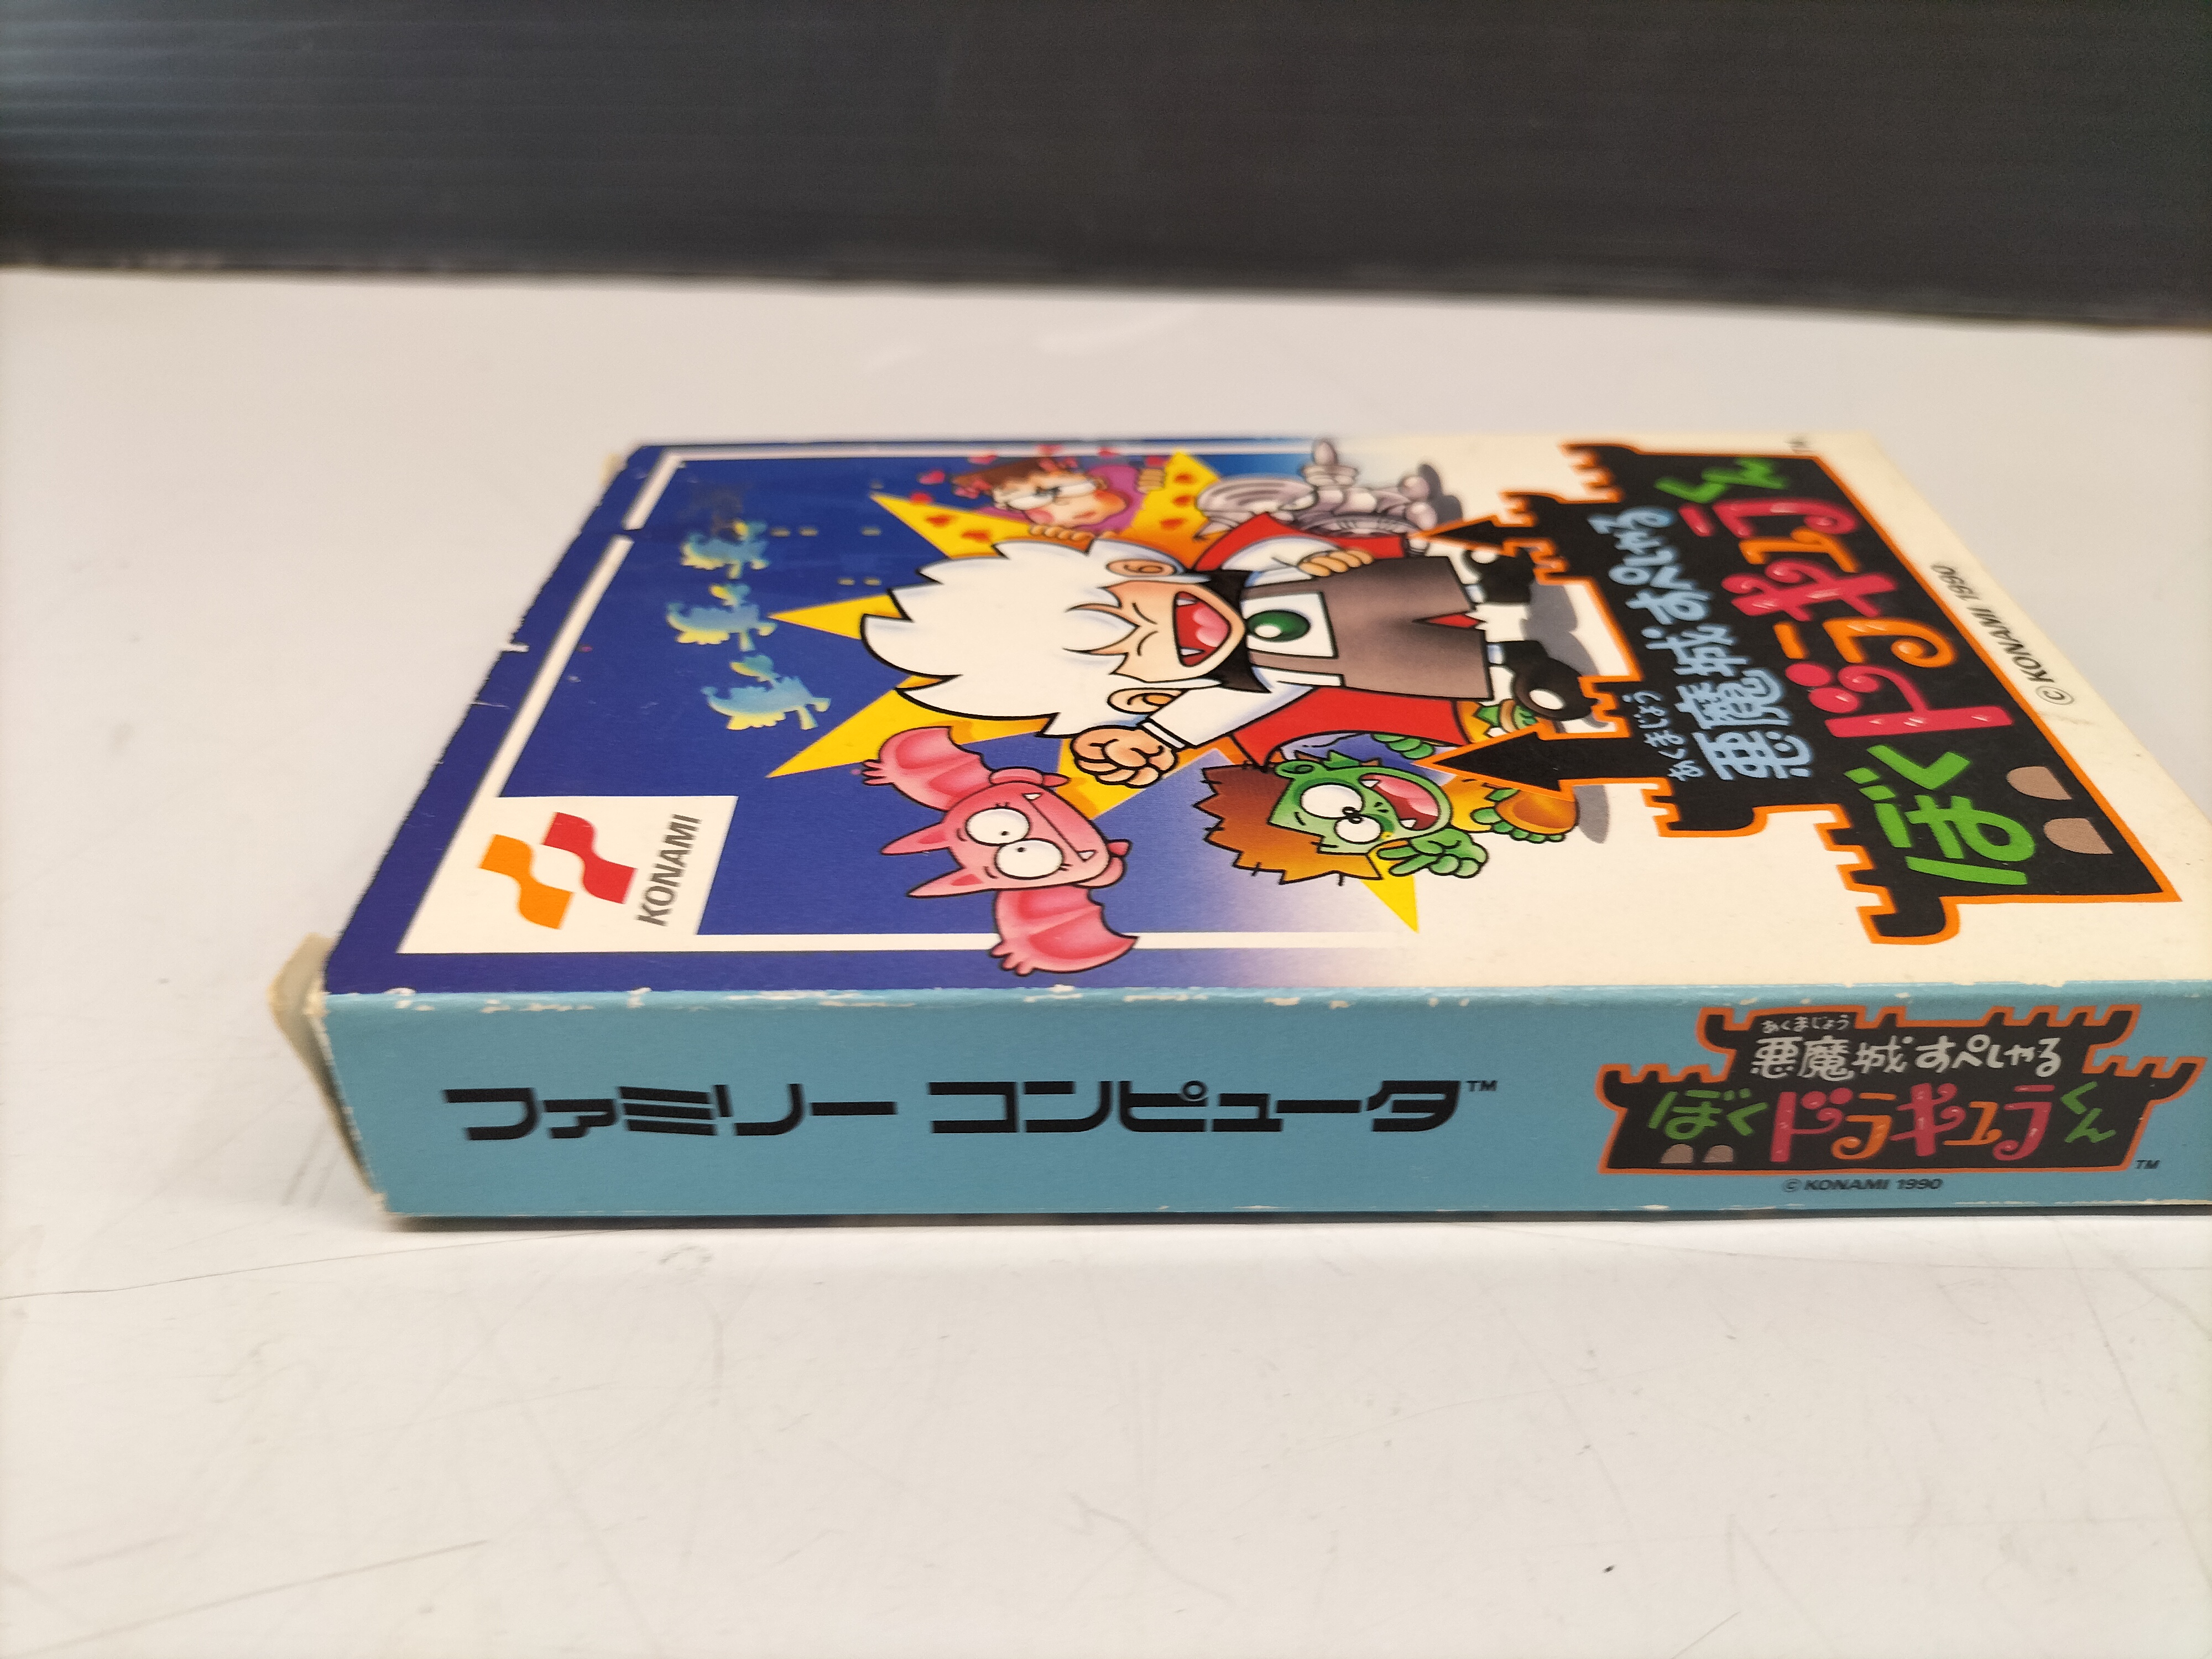 KONAMI
あくまじょう
悪魔城すぺしゃる
ぼくドラキュラくん
© KONAMI 1990
ファミリー コンピュータ™
あくまじょう
悪魔城すぺしゃる
ぼくドラキュラくん
TM
© KONAMI 1990